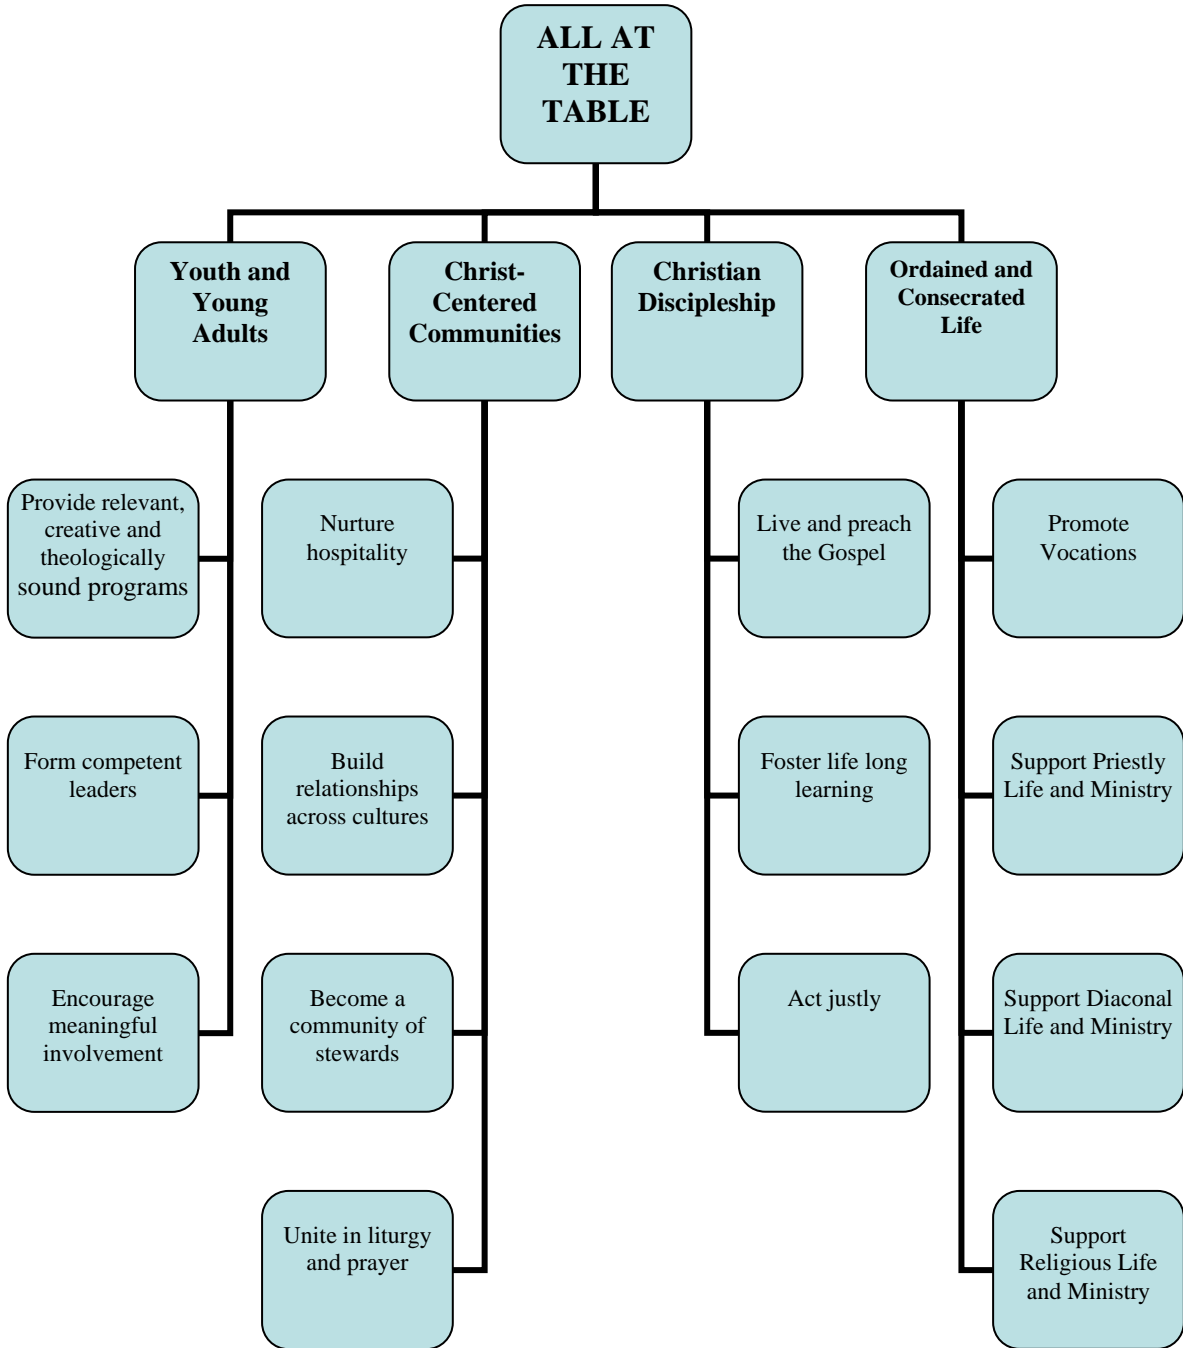 ALL AT
THE
TABLE
Youth and
Young
Adults
Christ-
Centered
Communities
Christian
Discipleship
Ordained and
Consecrated
Life
Provide relevant,
creative and
theologically
sound programs
Nurture
hospitality
Live and preach
the Gospel
Promote
Vocations
Form competent
leaders
Build
relationships
across cultures
Foster life long
learning
Support Priestly
Life and Ministry
Encourage
meaningful
involvement
Become a
community of
stewards
Act justly
Support Diaconal
Life and Ministry
Unite in liturgy
and prayer
Support
Religious Life
and Ministry